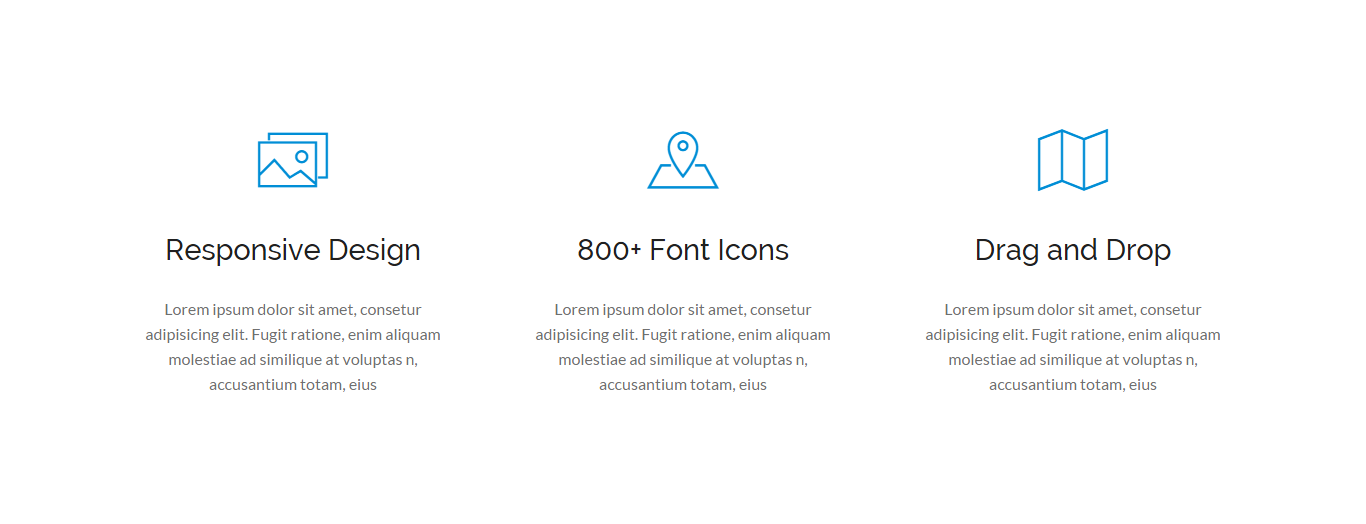 Responsive Design
Lorem ipsum dolor sit amet, consetur
adipisicing elit. Fugit ratione, enim aliquam
molestiae ad similique at voluptas n,
accusantium totam, eius
800+ Font Icons
Lorem ipsum dolor sit amet, consetur
adipisicing elit. Fugit ratione, enim aliquam
molestiae ad similique at voluptas n,
accusantium totam, eius
Drag and Drop
Lorem ipsum dolor sit amet, consetur
adipisicing elit. Fugit ratione, enim aliquam
molestiae ad similique at voluptas n,
accusantium totam, eius